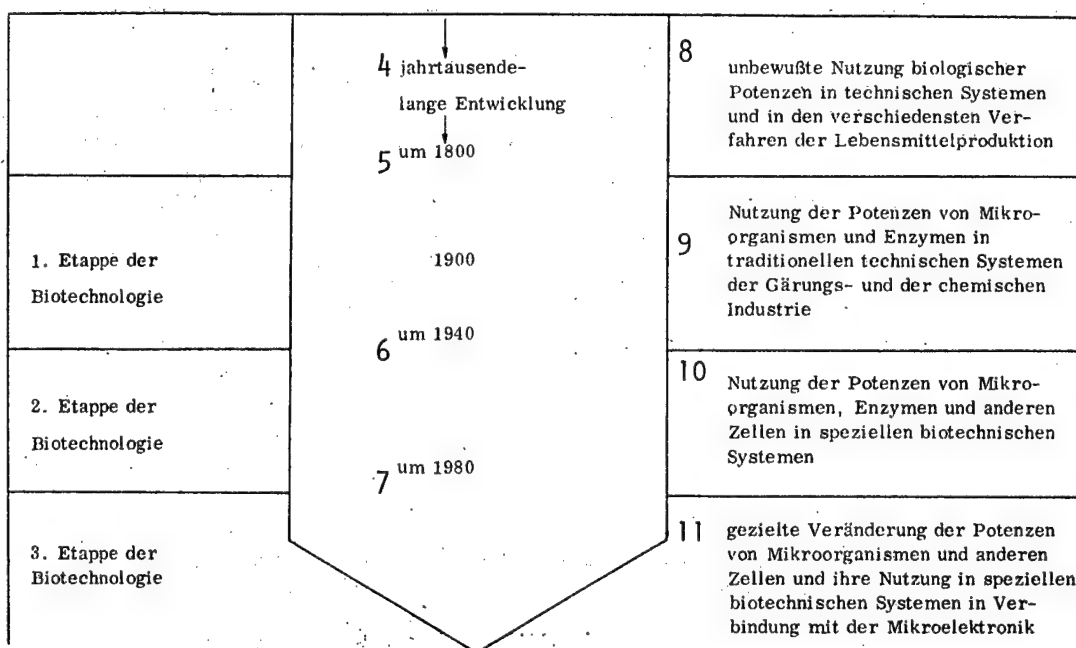 4 jahrtausende-
lange Entwicklung
5 um 1800
8
unbewußte Nutzung biologischer
Potenzen in technischen Systemen
und in den verschiedensten Ver-
fahren der Lebensmittelproduktion
1. Etappe der
Biotechnologie
1900
6 um 1940
9
Nutzung der Potenzen von Mikro-
organismen und Enzymen in
traditionellen technischen Systemen
der Gärungs- und der chemischen
Industrie
2. Etappe der
Biotechnologie
7 um 1980
10
Nutzung der Potenzen von Mikro-
organismen, Enzymen und anderen
Zellen in speziellen biotechnischen
Systemen
3. Etappe der
Biotechnologie
11
gezielte Veränderung der Potenzen
von Mikroorganismen und anderen
Zellen und ihre Nutzung in speziellen
biotechnischen Systemen in Ver-
bindung mit der Mikroelektronik